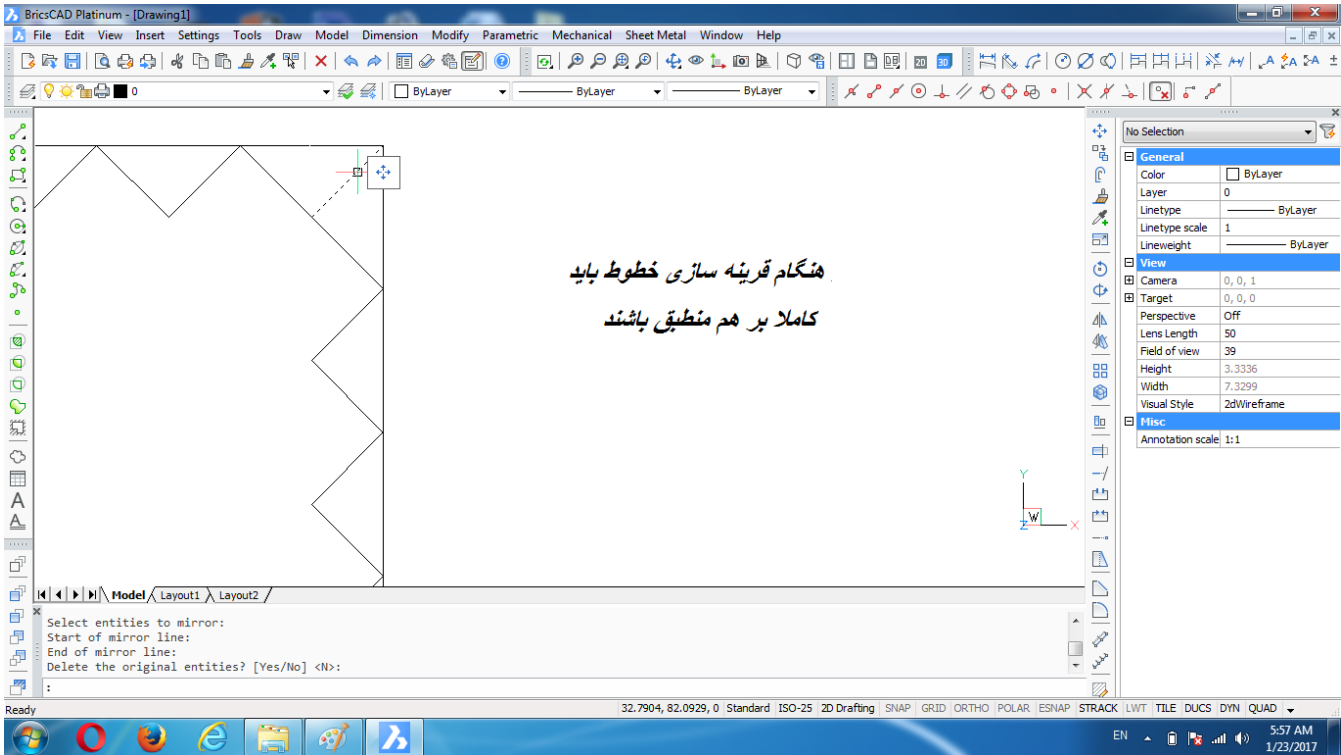 BricsCAD Platinum - [Drawing1]
File Edit View Insert Settings Tools Draw Model Dimension Modify Parametric Mechanical Sheet Metal Window Help
0 ByLayer ByLayer ByLayer
هنگام قرینه سازی خطوط باید
کاملا بر هم منطبق باشند
Y
W
Z X
No Selection
General
Color ByLayer
Layer 0
Linetype ByLayer
Linetype scale 1
Lineweight ByLayer
View
Camera 0, 0, 1
Target 0, 0, 0
Perspective Off
Lens Length 50
Field of view 39
Height 3.3336
Width 7.3299
Visual Style 2dWireframe
Misc
Annotation scale 1:1
Model Layout1 Layout2
Select entities to mirror:
Start of mirror line:
End of mirror line:
Delete the original entities? [Yes/No] <N>:
:
Ready 32.7904, 82.0929, 0 Standard ISO-25 2D Drafting SNAP GRID ORTHO POLAR ESNAP STRACK LWT TILE DUCS DYN QUAD
EN 5:57 AM
1/23/2017